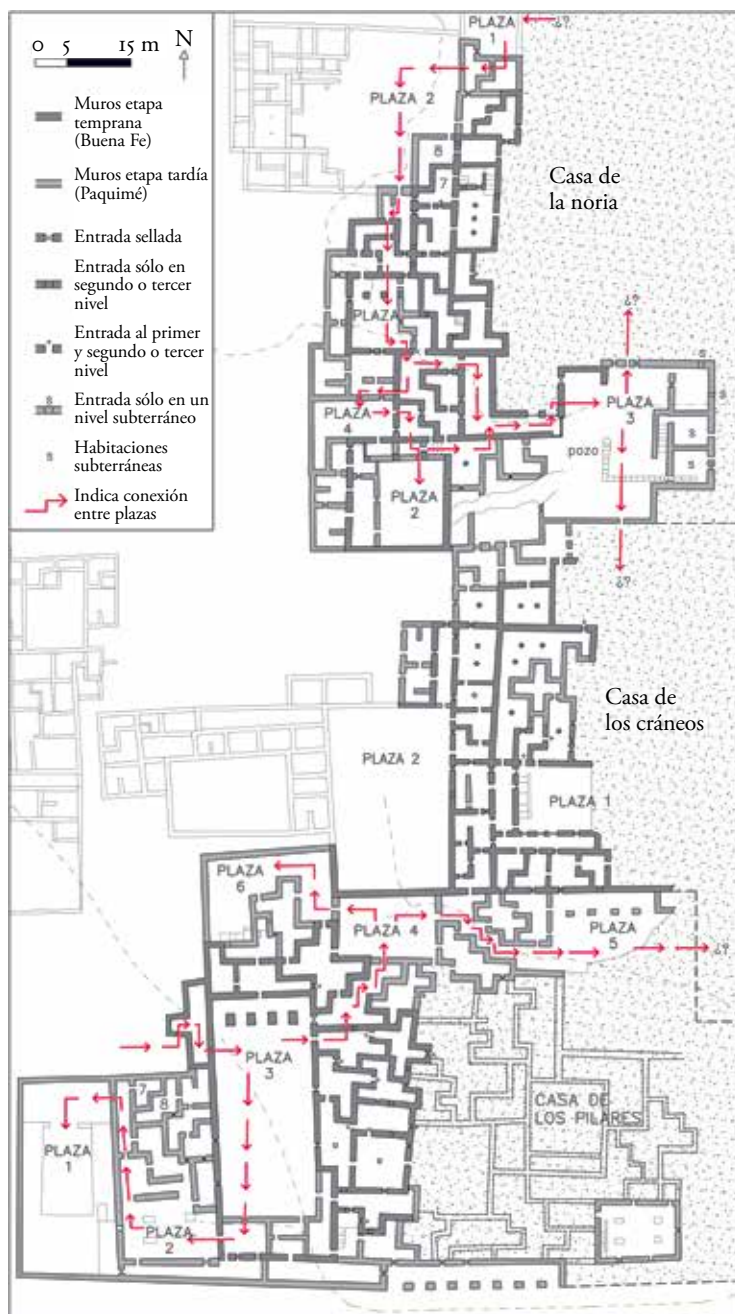 0 5 15 m N
Muros etapa
temprana
(Buena Fe)
Muros etapa tardía
(Paquimé)
Entrada sellada
Entrada sólo en
segundo o tercer
nivel
Entrada al primer
y segundo o tercer
nivel
s
Entrada sólo en un
nivel subterráneo
s
Habitaciones
subterráneas
Indica conexión
entre plazas
PLAZA
1
¿?
PLAZA 2
8
7
Casa de
la noria
PLAZA
¿?
PLAZA
4
PLAZA
3
s
s
s
s
pozo
PLAZA
2
¿?
Casa de
los cráneos
PLAZA 2
PLAZA 1
PLAZA
6
PLAZA 4
PLAZA
5
¿?
PLAZA
3
7
8
CASA DE
LOS PILARES
PLAZA
1
PLAZA
2